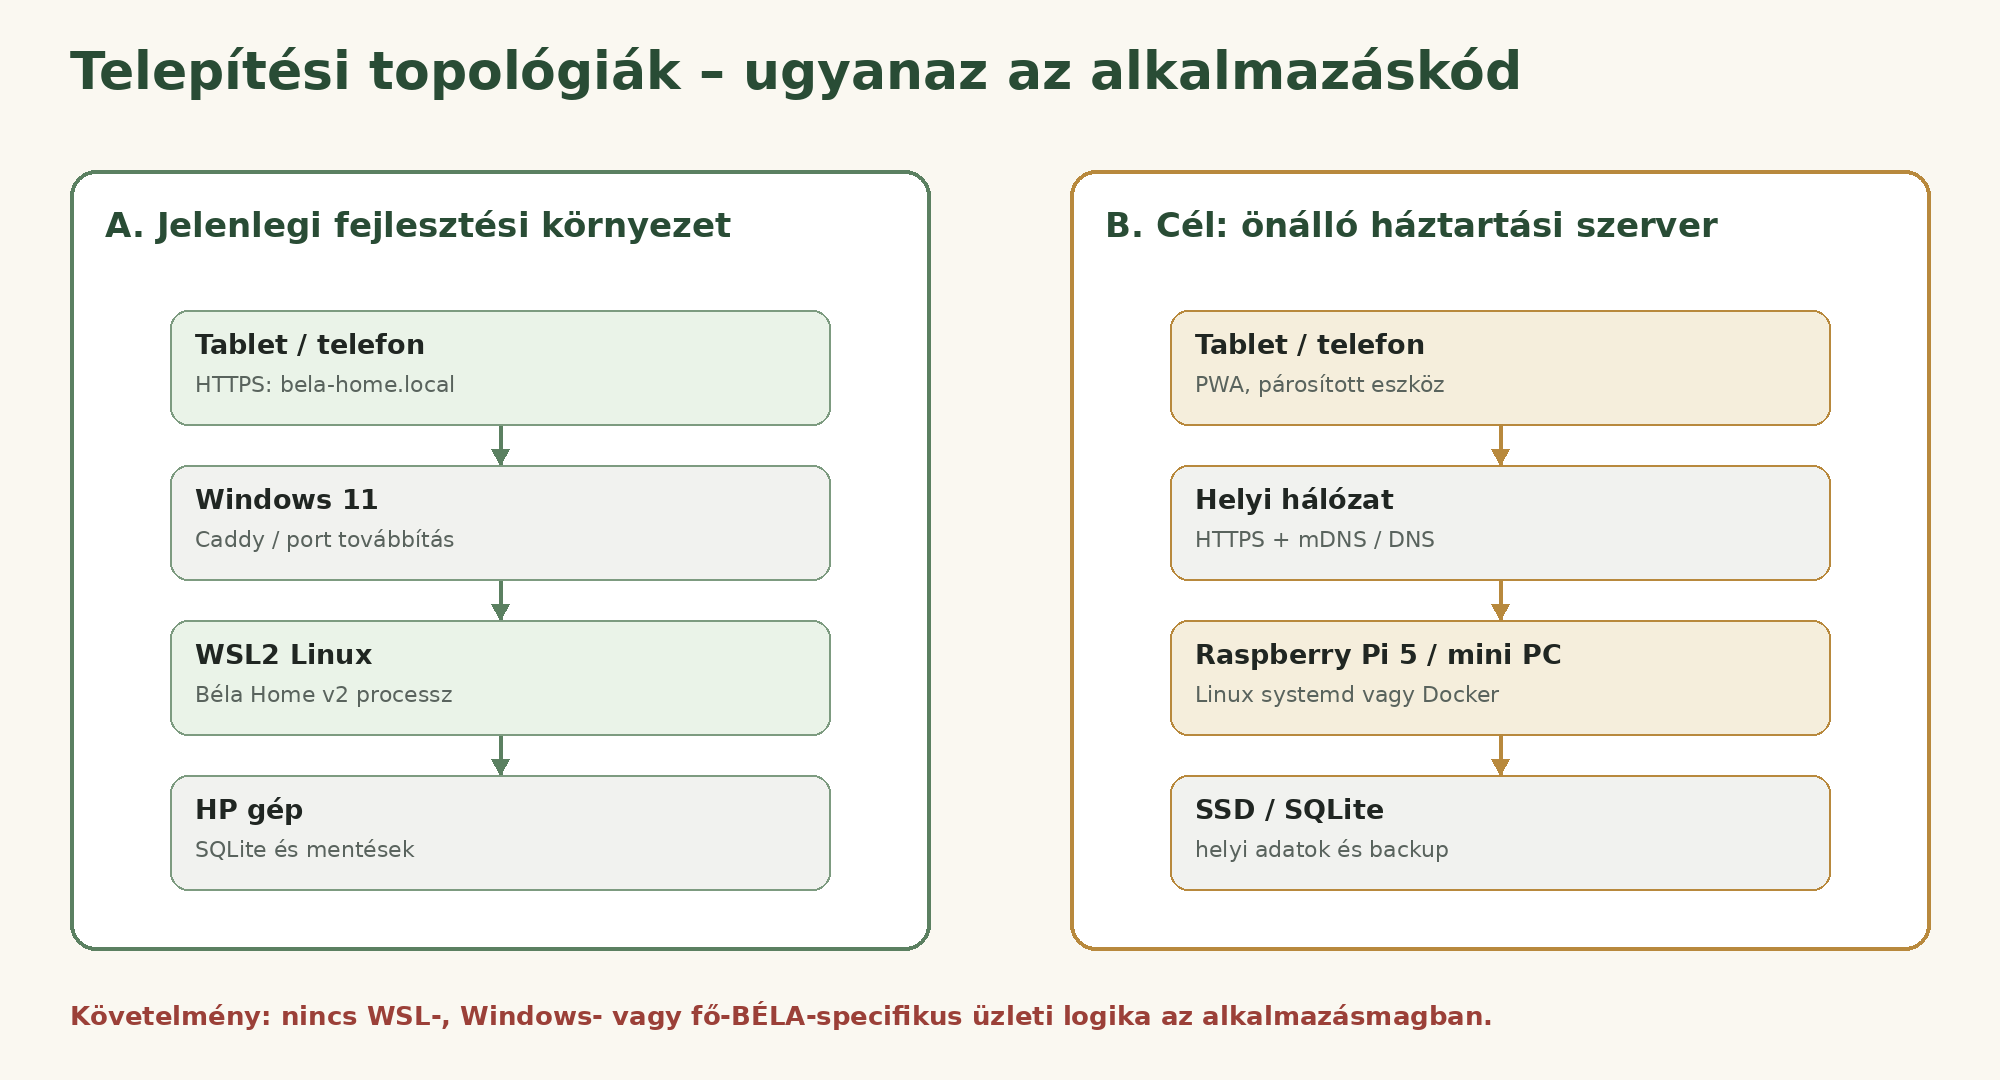 Telepítési topológiák – ugyanaz az alkalmazáskód
A. Jelenlegi fejlesztési környezet
Tablet / telefon
HTTPS: bela-home.local
Windows 11
Caddy / port továbbítás
WSL2 Linux
Béla Home v2 processz
HP gép
SQLite és mentések
B. Cél: önálló háztartási szerver
Tablet / telefon
PWA, párosított eszköz
Helyi hálózat
HTTPS + mDNS / DNS
Raspberry Pi 5 / mini PC
Linux systemd vagy Docker
SSD / SQLite
helyi adatok és backup
Követelmény: nincs WSL-, Windows- vagy fő-BÉLA-specifikus üzleti logika az alkalmazásmagban.